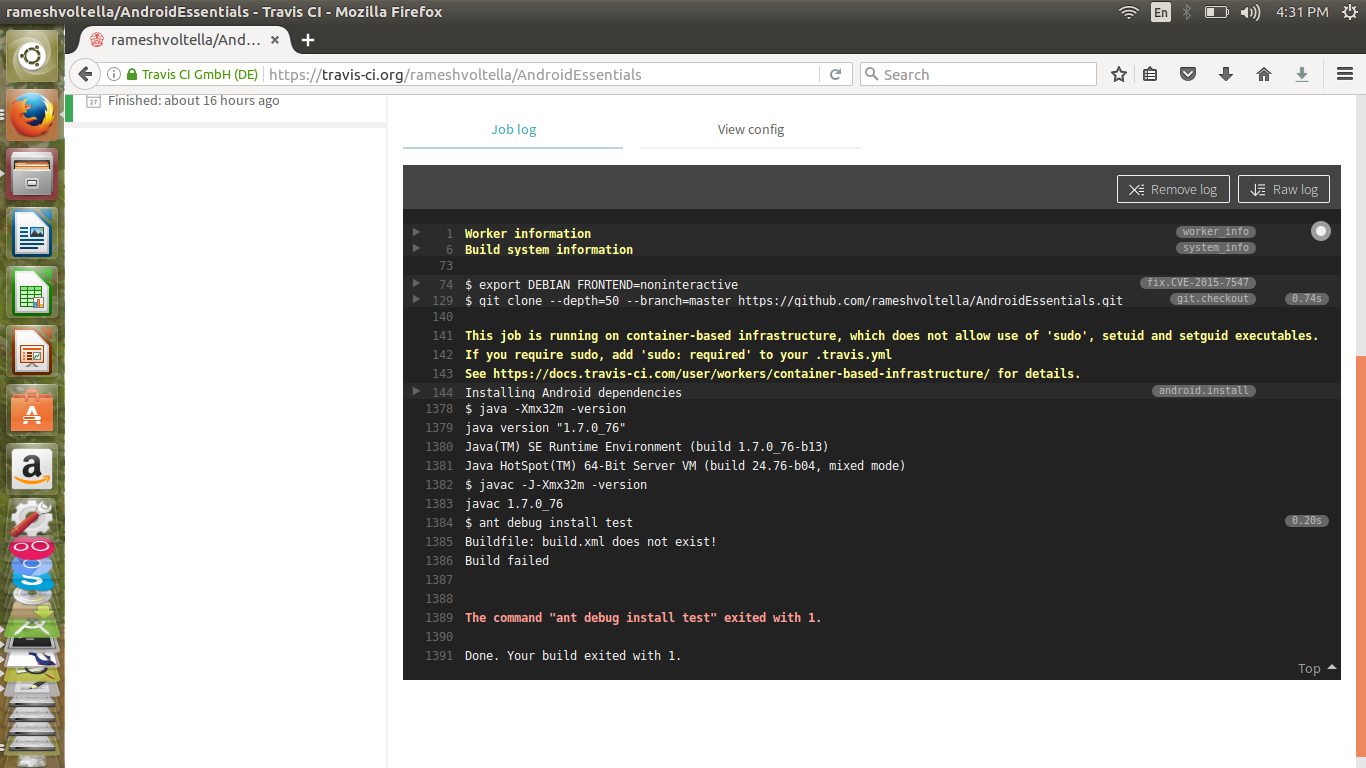 rameshvoltella/AndroidEssentials - Travis CI - Mozilla Firefox
En
4:31 PM
rameshvoltella/And...
Travis CI GmbH (DE)
https://travis-ci.org/rameshvoltella/AndroidEssentials
Search
27
Finished: about 16 hours ago
Job log
View config
Remove log
Raw log
1 Worker information worker_info
6 Build system information system_info
73
74 $ export DEBIAN_FRONTEND=noninteractive fix.CVE-2015-7547
129 $ git clone --depth=50 --branch=master https://github.com/rameshvoltella/AndroidEssentials.git git.checkout 0.74s
140
141 This job is running on container-based infrastructure, which does not allow use of 'sudo', setuid and setguid executables.
142 If you require sudo, add 'sudo: required' to your .travis.yml
143 See https://docs.travis-ci.com/user/workers/container-based-infrastructure/ for details.
144 Installing Android dependencies android.install
1378 $ java -Xmx32m -version
1379 java version "1.7.0_76"
1380 Java(TM) SE Runtime Environment (build 1.7.0_76-b13)
1381 Java HotSpot(TM) 64-Bit Server VM (build 24.76-b04, mixed mode)
1382 $ javac -J-Xmx32m -version
1383 javac 1.7.0_76
1384 $ ant debug install test 0.20s
1385 Buildfile: build.xml does not exist!
1386 Build failed
1387
1388
1389 The command "ant debug install test" exited with 1.
1390
1391 Done. Your build exited with 1.
Top